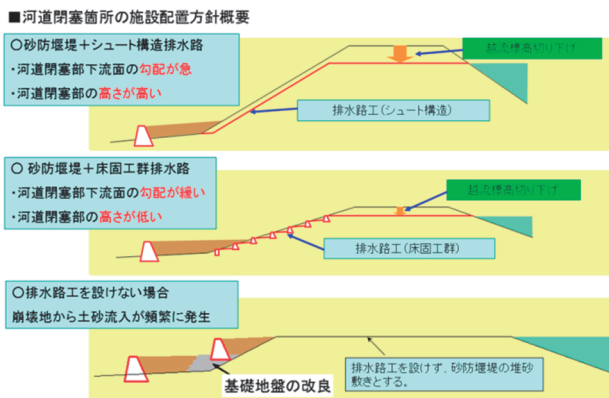 ■河道閉塞箇所の施設配置方針概要
○砂防堰堤＋シュート構造排水路
・河道閉塞部下流面の勾配が急
・河道閉塞部の高さが高い
越流標高切り下げ
排水路工(シュート構造)
○ 砂防堰堤＋床固工群排水路
・河道閉塞部下流面の勾配が緩い
・河道閉塞部の高さが低い
越流標高切り下げ
排水路工(床固工群)
○排水路工を設けない場合
崩壊地から土砂流入が頻繁に発生
排水路工を設けず、砂防堰堤の堆砂
敷きとする。
基礎地盤の改良